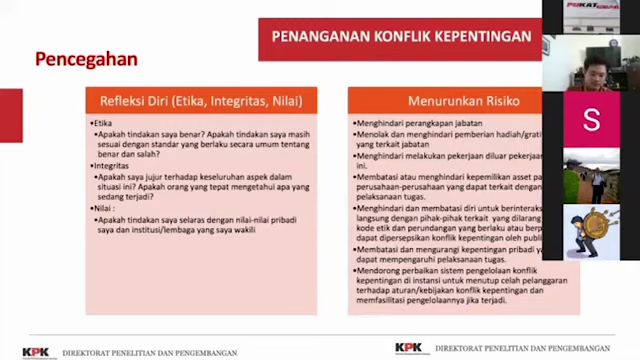 PENANGANAN KONFLIK KEPENTINGAN
Pencegahan
Refleksi Diri (Etika, Integritas, Nilai)
•Etika
•Apakah tindakan saya benar? Apakah tindakan saya masih
sesuai dengan standar yang berlaku secara umum tentang
benar dan salah?
•Integritas
•Apakah saya jujur terhadap keseluruhan aspek dalam
situasi ini? Apakah orang yang tepat mengetahui apa yang
sedang terjadi?
•Nilai :
•Apakah tindakan saya selaras dengan nilai-nilai pribadi
saya dan institusi/lembaga yang saya wakili
Menurunkan Risiko
•Menghindari perangkapan jabatan
•Menolak dan menghindari pemberian hadiah/grati
yang terkait jabatan
•Menghindari melakukan pekerjaan diluar pekerjaan
ini.
•Membatasi atau menghindari kepemilikan asset pa
perusahaan-perusahaan yang dapat terkait dengan
pelaksanaan tugas.
•Menghindari dan membatasi diri untuk berinteraks
langsung dengan pihak-pihak terkait yang dilarang
kode etik dan perundangan yang berlaku atau berp
dapat dipersepsikan konflik kepentingan oleh publi
•Membatasi dan mengurangi kepentingan pribadi ya
dapat mempengaruhi pelaksanaan tugas.
•Mendorong perbaikan sistem pengelolaan konflik
kepentingan di instansi untuk menutup celah pelanggaran
terhadap aturan/kebijakan konflik kepentingan dan
memfasilitasi pengelolaannya jika terjadi.
S
KPK
DIREKTORAT PENELITIAN DAN PENGEMBANGAN
KPK
DIREKTORAT PENELITIAN DAN PENGEMBANGAN